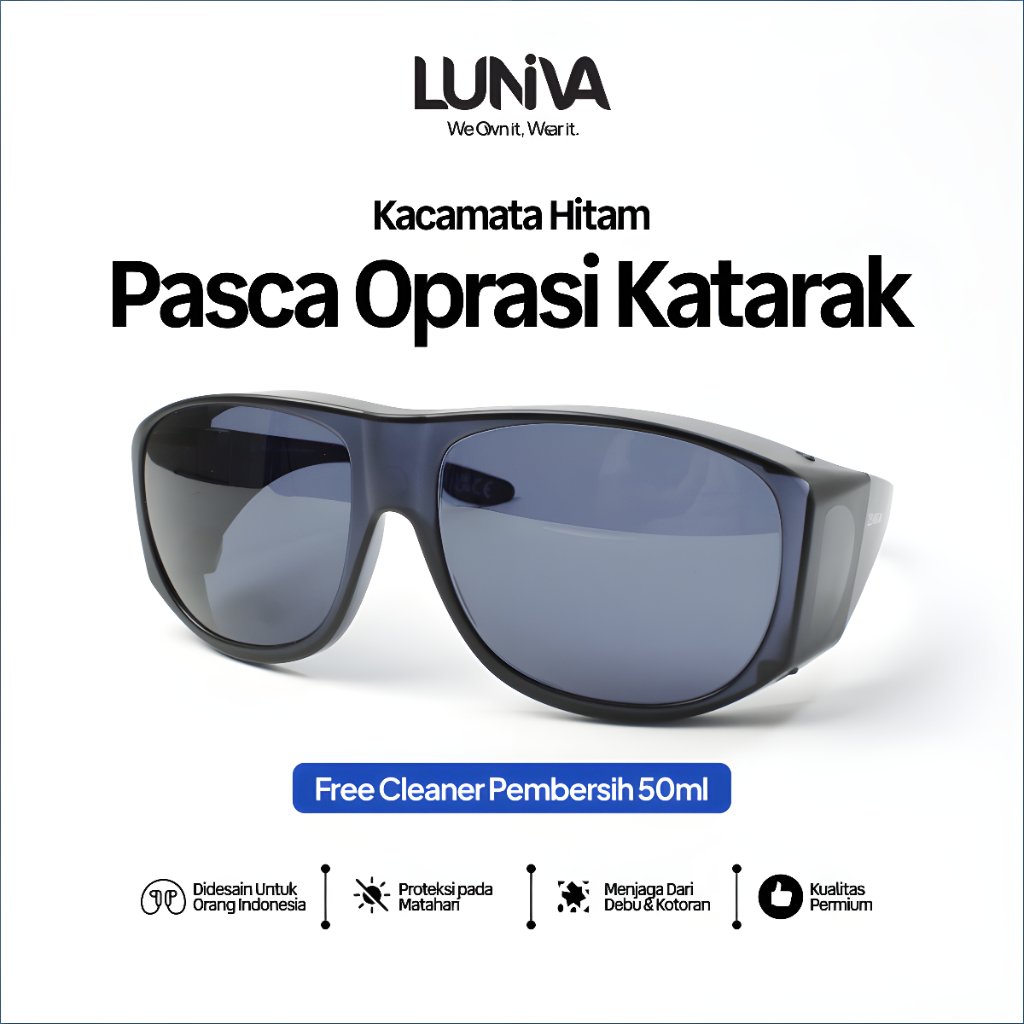 LUNiVA
We Own it, Wear it.
Kacamata Hitam
Pasca Oprasi Katarak
CE
Free Cleaner Pembersih 50ml
Didesain Untuk
Orang Indonesia
Proteksi pada
Matahari
Menjaga Dari
Debu & Kotoran
Kualitas
Permium